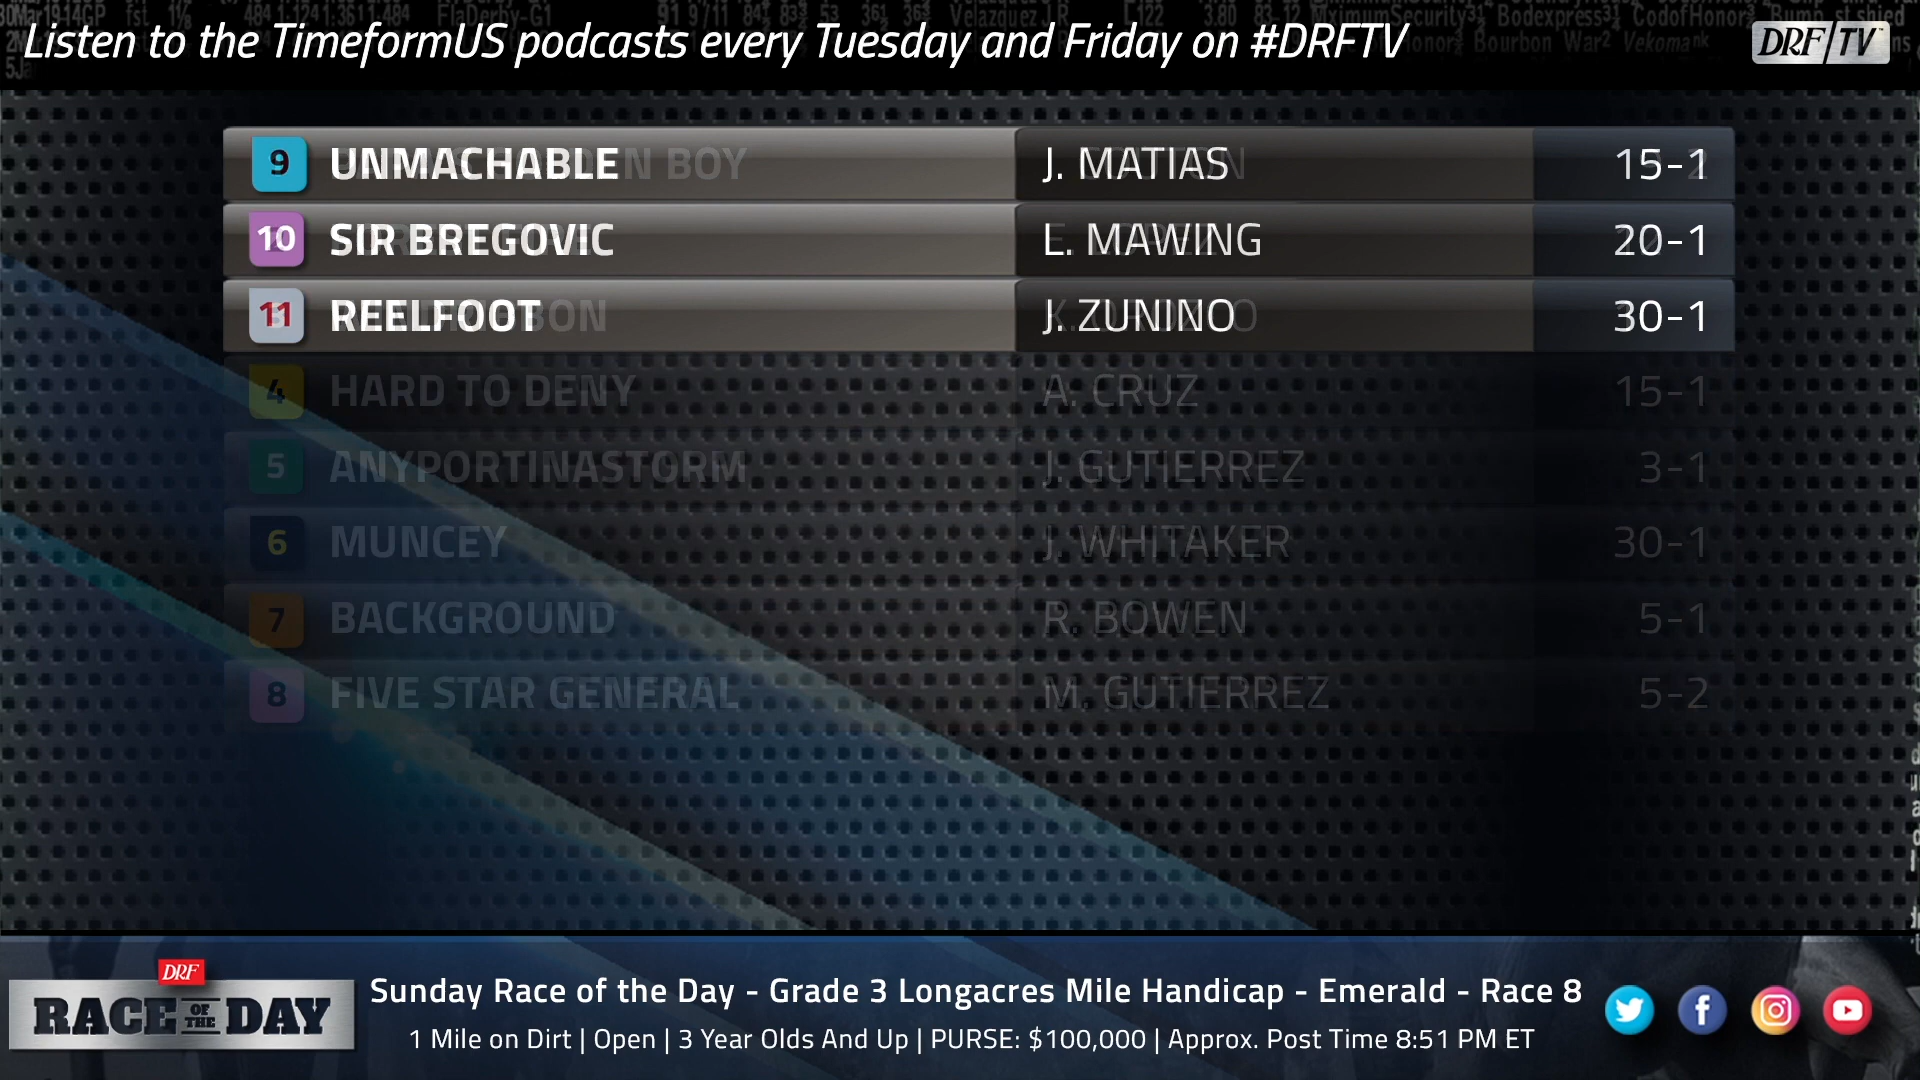 Listen to the TimeformUS podcasts every Tuesday and Friday on #DRFTV
DRF/TV
9 UNMACHABLE J. MATIAS 15-1
10 SIR BREGOVIC L. MAWING 20-1
11 REELFOOT J. ZUNINO 30-1
4 HARD TO DENY A. CRUZ 15-1
5 ANYPORTINASTORM J. GUTIERREZ 3-1
6 MUNCEY J. WHITAKER 30-1
7 BACKGROUND R. BOWEN 5-1
8 FIVE STAR GENERAL M. GUTIERREZ 5-2
DRF
RACE OF THE DAY
Sunday Race of the Day - Grade 3 Longacres Mile Handicap - Emerald - Race 8
1 Mile on Dirt | Open | 3 Year Olds And Up | PURSE: $100,000 | Approx. Post Time 8:51 PM ET